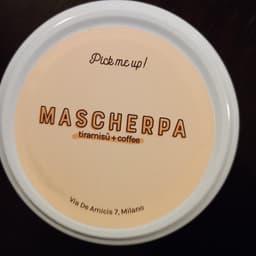 Pick me up!
MASCHERPA
tiramisù + coffee
Via De Amicis 7, Milano